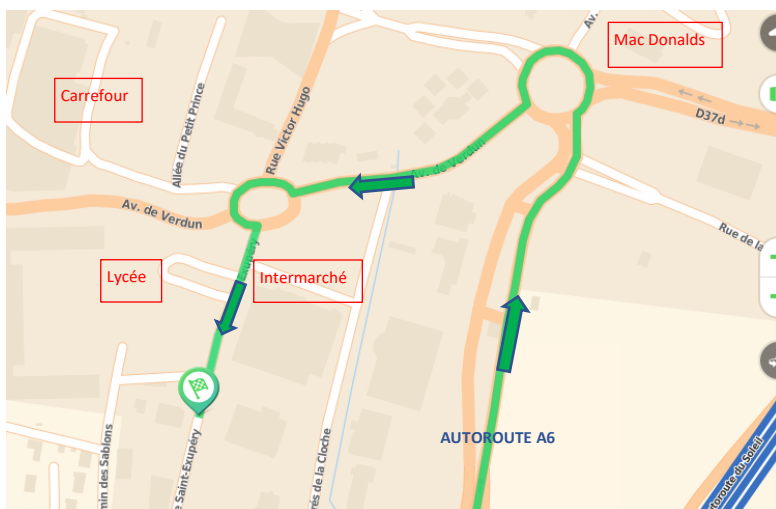 Av.
Mac Donalds
Carrefour
Allée du Petit Prince
Rue Victor Hugo
D37d
Av. de Verdun
Av. de Verdun
Rue de la
Exupéry
Lycée
Intermarché
AUTOROUTE A6
min des Sablons
e Saint-Exupéry
rés de la Cloche
Autoroute du Soleil